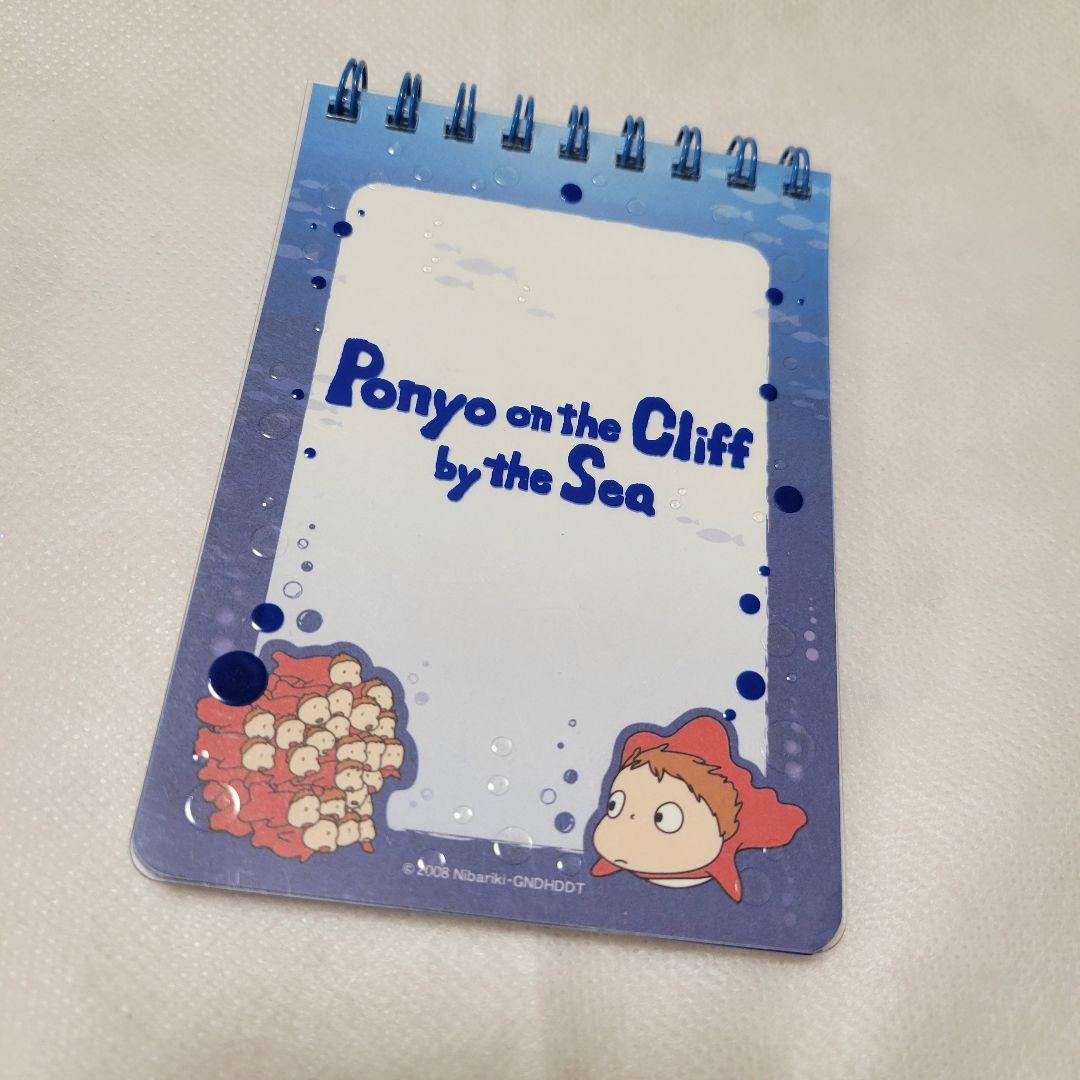 Ponyo on the Cliff
by the Sea
© 2008 Nibariki・GNDHDDT